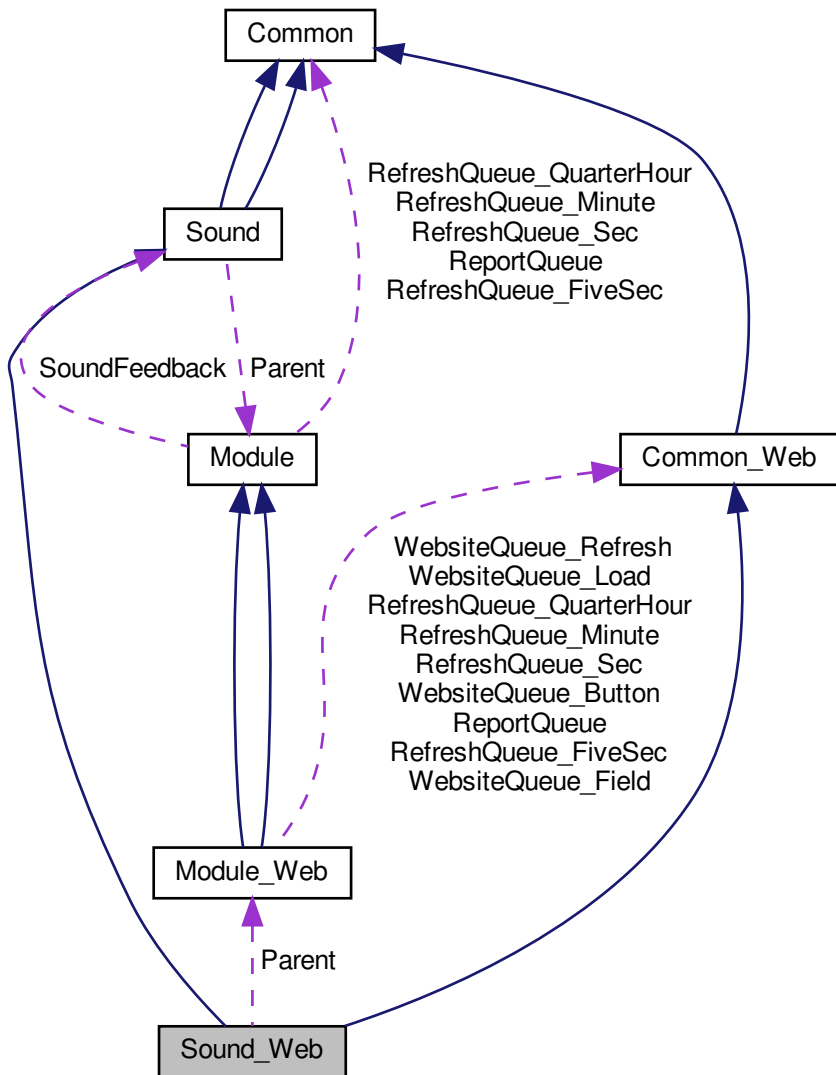 Common
RefreshQueue_QuarterHour
RefreshQueue_Minute
RefreshQueue_Sec
ReportQueue
RefreshQueue_FiveSec
Sound
SoundFeedback
Parent
Module
Common_Web
WebsiteQueue_Refresh
WebsiteQueue_Load
RefreshQueue_QuarterHour
RefreshQueue_Minute
RefreshQueue_Sec
WebsiteQueue_Button
ReportQueue
RefreshQueue_FiveSec
WebsiteQueue_Field
Module_Web
Parent
Sound_Web